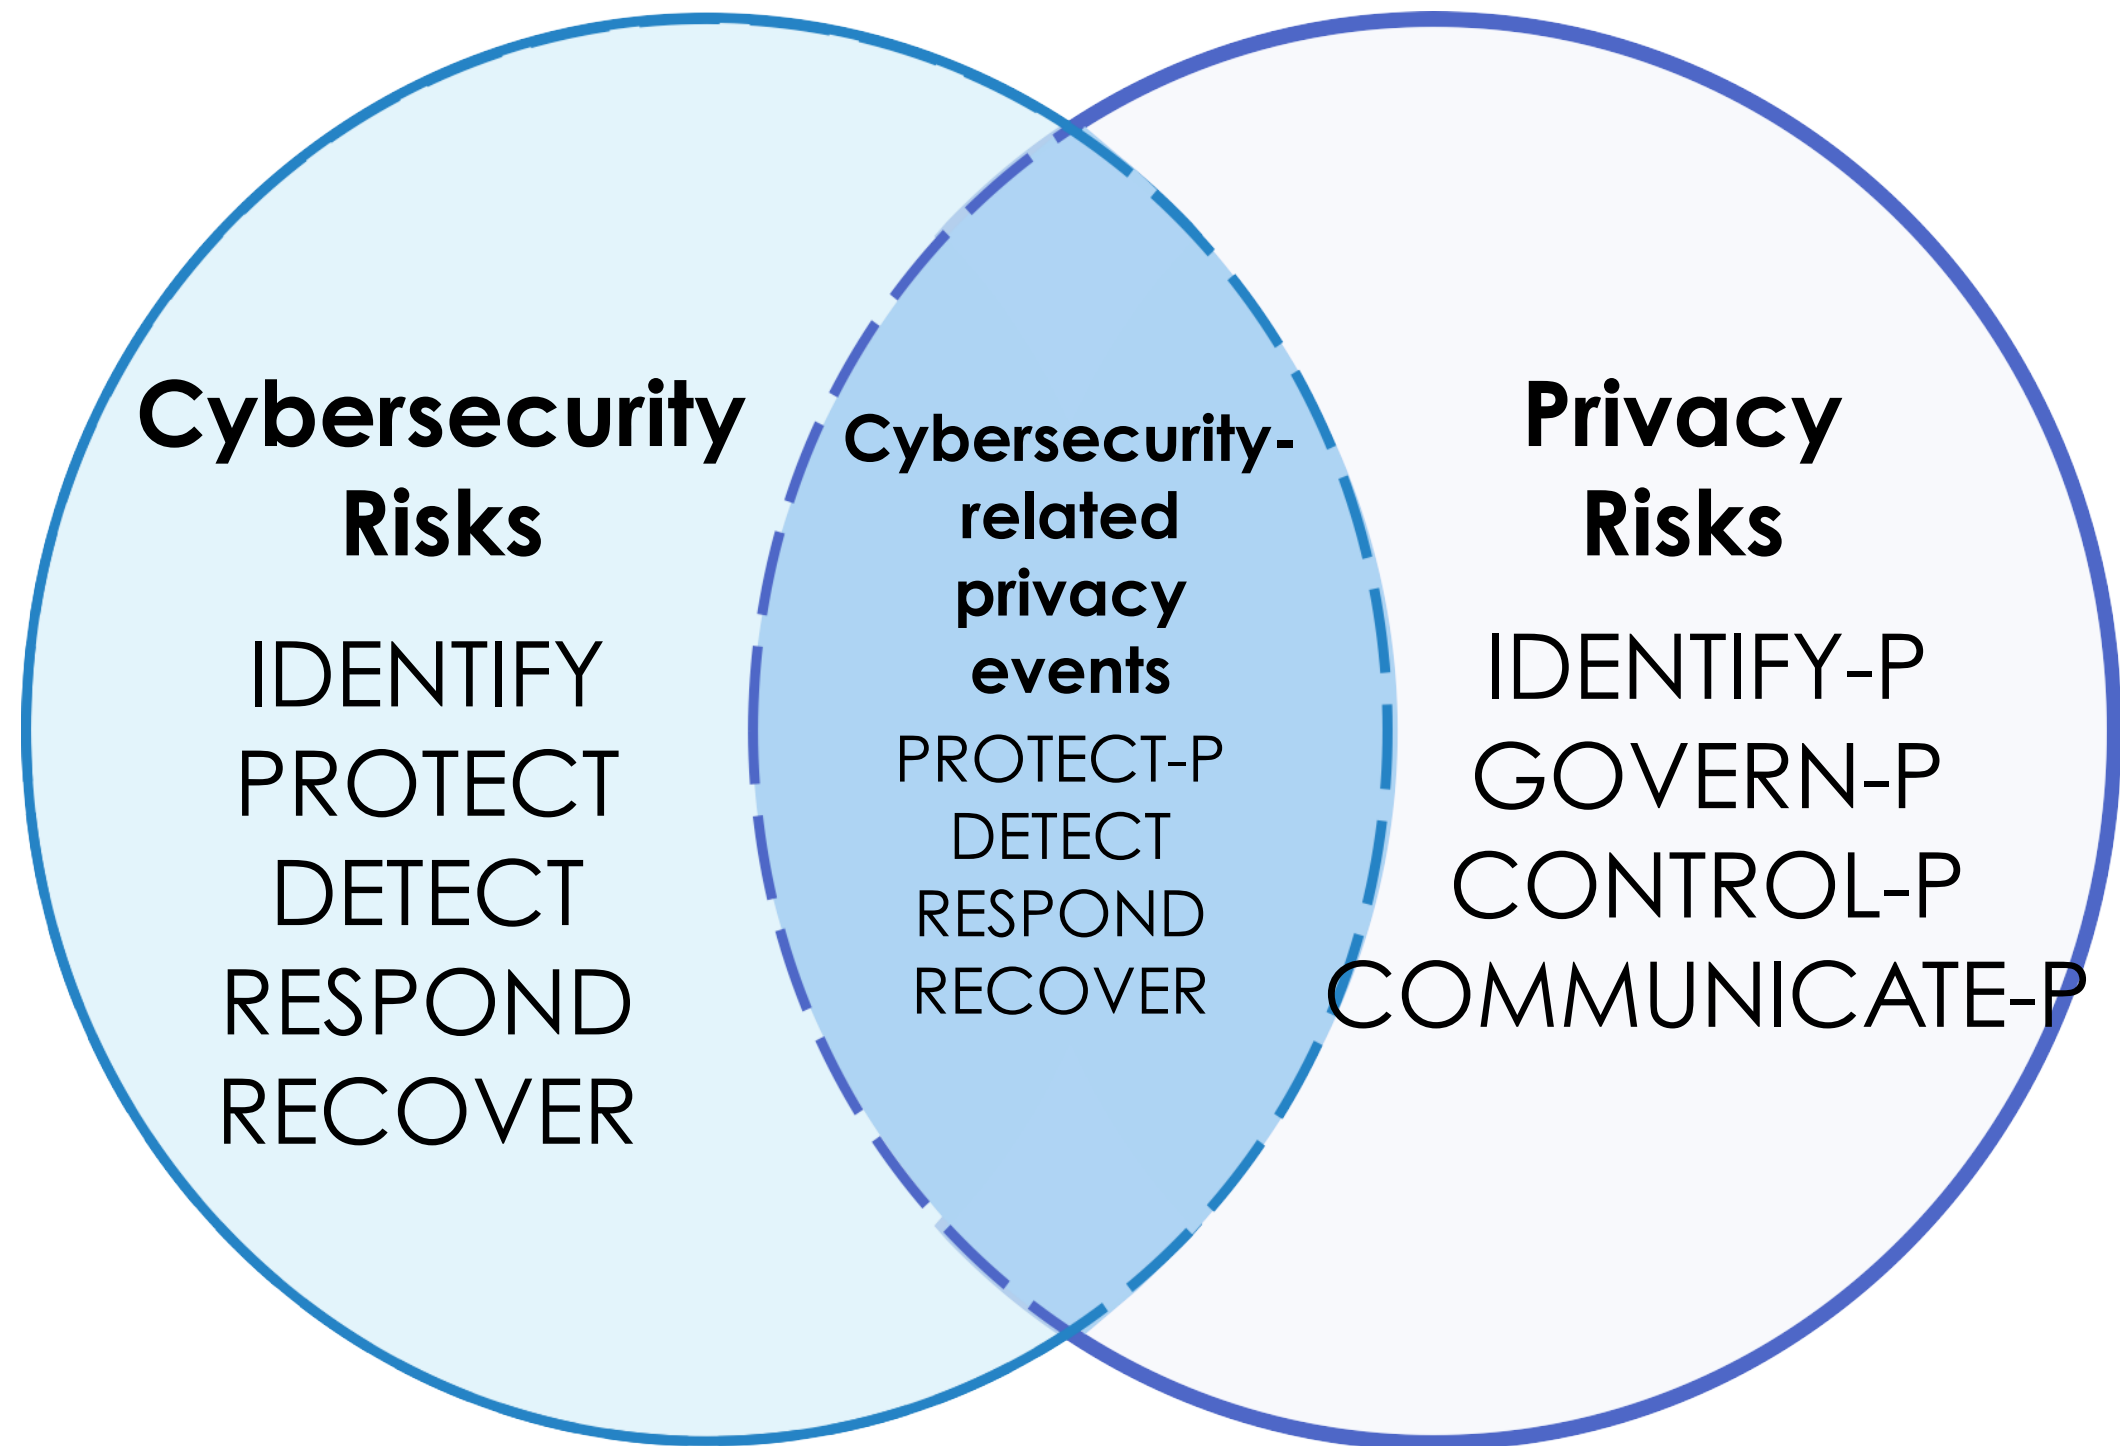 Cybersecurity
Risks
IDENTIFY
PROTECT
DETECT
RESPOND
RECOVER
Cybersecurity-
related
privacy
events
PROTECT-P
DETECT
RESPOND
RECOVER
Privacy
Risks
IDENTIFY-P
GOVERN-P
CONTROL-P
COMMUNICATE-P